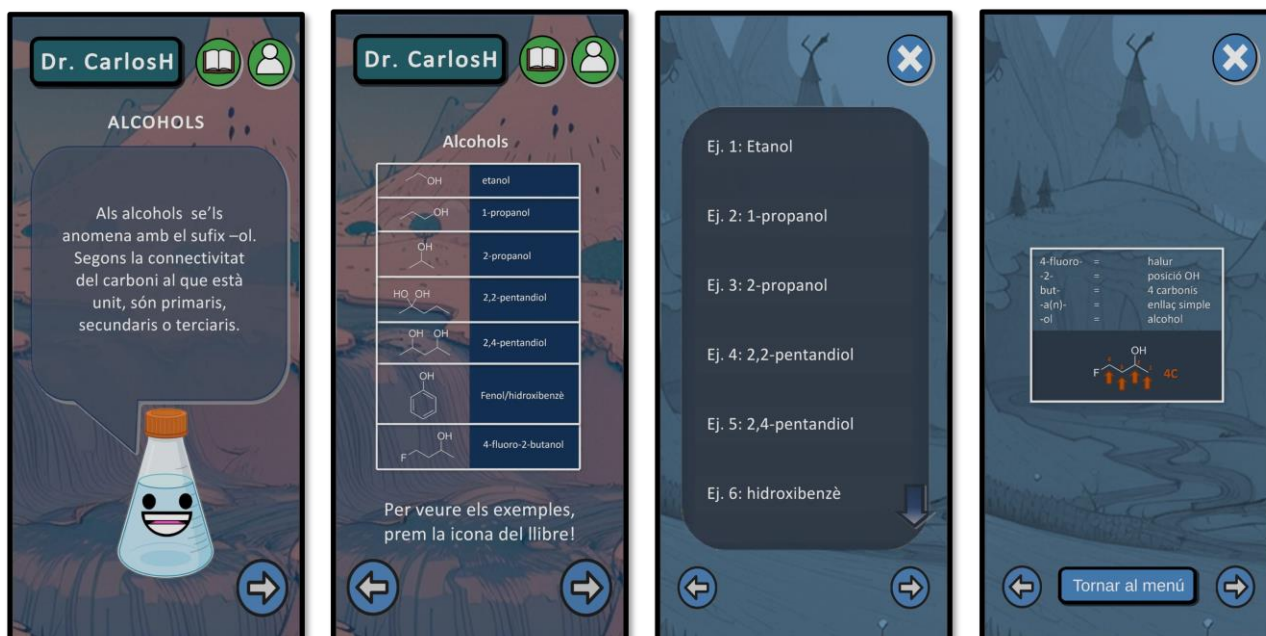 Dr. CarlosH
ALCOHOLS
Als alcohols se'ls
anomena amb el sufix –ol.
Segons la connectivitat
del carboni al que està
unit, són primaris,
secundaris o terciaris.
Dr. CarlosH
Alcohols
OH
etanol
OH
1-propanol
OH
2-propanol
HO OH
2,2-pentandiol
OH OH
2,4-pentandiol
OH
Fenol/hidroxibenzè
OH
F
4-fluoro-2-butanol
Per veure els exemples,
prem la icona del llibre!
Ej. 1: Etanol
Ej. 2: 1-propanol
Ej. 3: 2-propanol
Ej. 4: 2,2-pentandiol
Ej. 5: 2,4-pentandiol
Ej. 6: hidroxibenzè
4-fluoro- = halur
-2- = posició OH
but- = 4 carbonis
-a(n)- = enllaç simple
-ol = alcohol
OH
F
4C
Tornar al menú